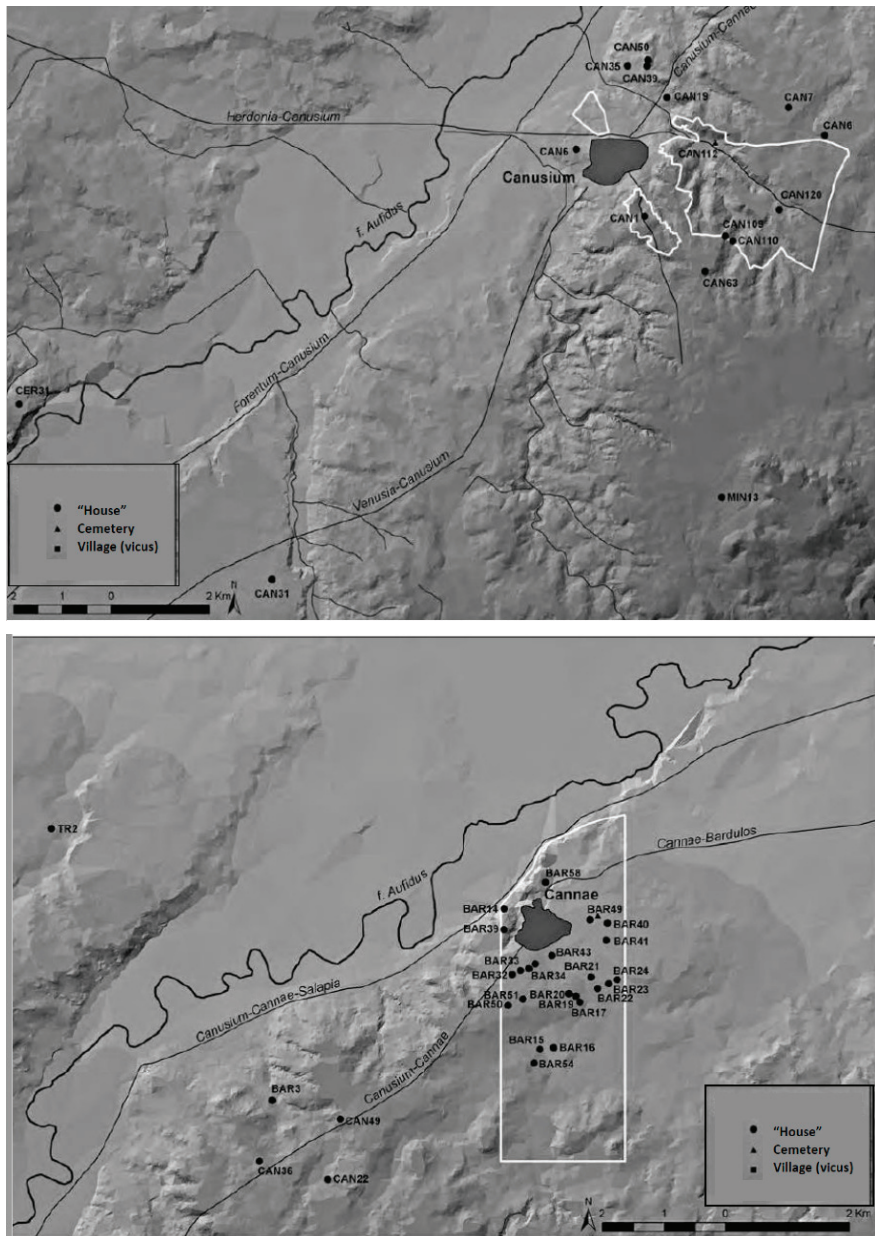 CAN50
CAN35
CAN39
Canusium-Cannae
CAN19
CAN7
Herdonia-Canusium
CAN6
CAN5
CAN112
Canusium
CAN120
f. Aufidus
CAN1
CAN109
CAN110
CAN63
Forentum-Canusium
CER31
Venusia-Canusium
MIN13
"House"
Cemetery
Village (vicus)
CAN31
N
2 1 0 2 Km
TR2
Cannae-Bardulos
f. Aufidus
BAR58
Cannae
BAR14
BAR49
BAR40
BAR39
BAR41
BAR43
BAR33
BAR34
BAR32
BAR21
BAR24
BAR23
BAR20
BAR22
BAR51
BAR19
BAR50
BAR17
Canusium-Cannae-Salapia
Canusium-Cannae
BAR15
BAR16
BAR54
BAR3
CAN49
CAN36
CAN22
"House"
Cemetery
Village (vicus)
N
2 1 0 2 Km